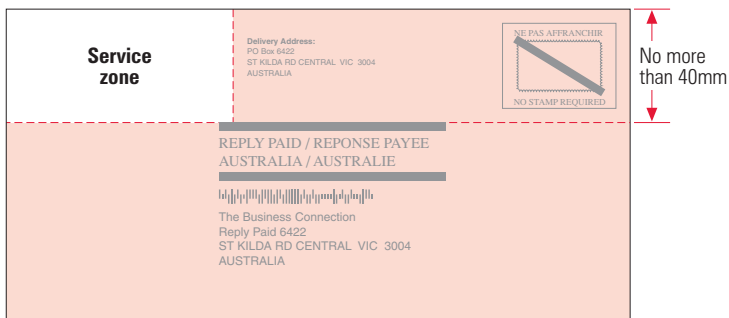 Service
zone
Delivery Address:
PO Box 6422
ST KILDA RD CENTRAL  VIC  3004
AUSTRALIA
NE PAS AFFRANCHIR
NO STAMP REQUIRED
No more
than 40mm
REPLY PAID / REPONSE PAYEE
AUSTRALIA / AUSTRALIE
The Business Connection
Reply Paid 6422
ST KILDA RD CENTRAL  VIC  3004
AUSTRALIA